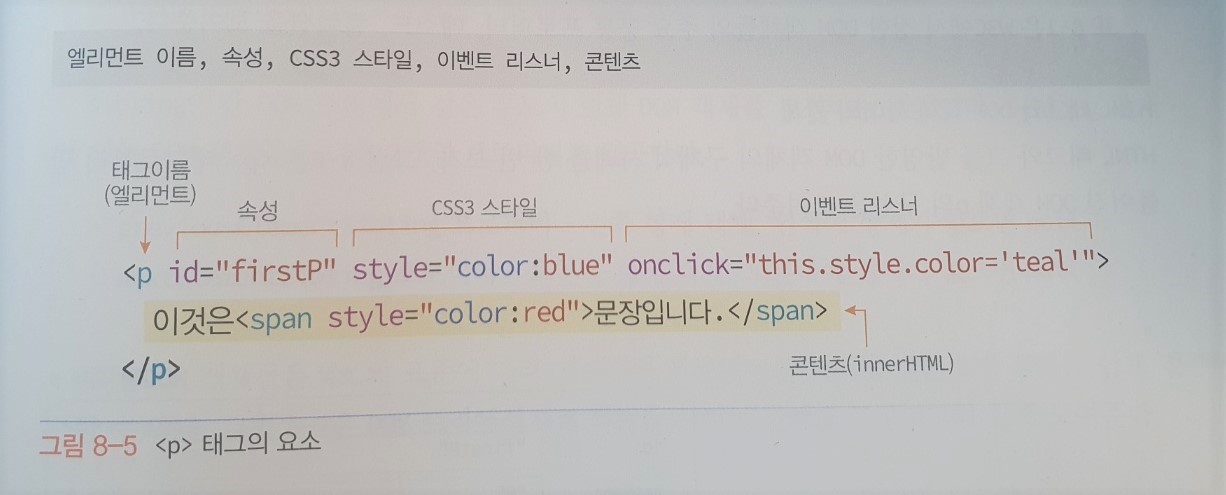 엘리먼트 이름, 속성, CSS3 스타일, 이벤트 리스너, 콘텐츠
태그이름
(엘리먼트)
속성
CSS3 스타일
이벤트 리스너
<p id="firstP" style="color:blue" onclick="this.style.color='teal'">
이것은<span style="color:red">문장입니다.</span>
</p>
콘텐츠(innerHTML)
그림 8-5 <p> 태그의 요소